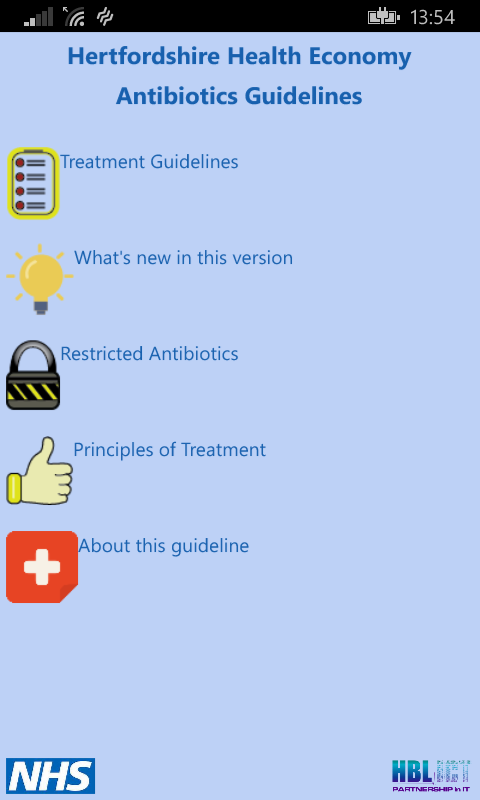 13:54
Hertfordshire Health Economy
Antibiotics Guidelines
Treatment Guidelines
What's new in this version
Restricted Antibiotics
Principles of Treatment
About this guideline
NHS
HBL
PARTNERSHIP in IT